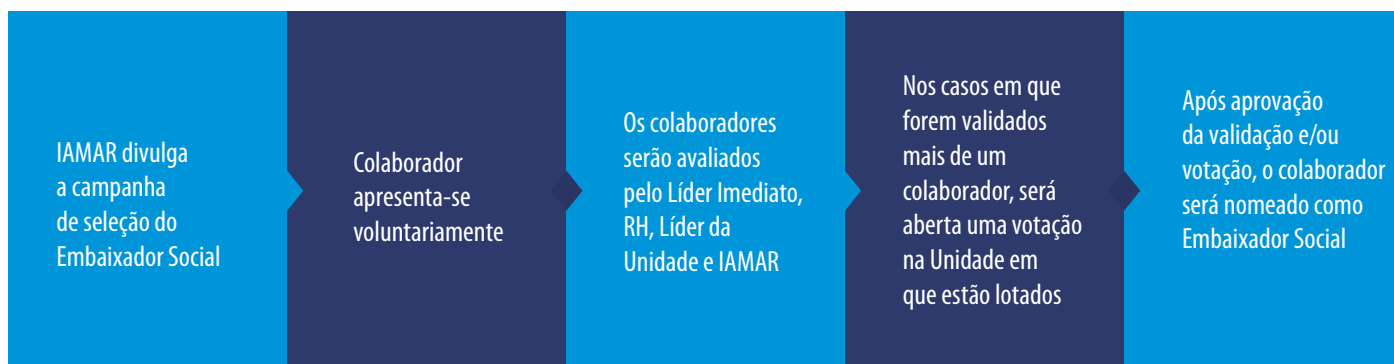 IAMAR divulga
a campanha
de seleção do
Embaixador Social
Colaborador
apresenta-se
voluntariamente
Os colaboradores
serão avaliados
pelo Líder Imediato,
RH, Líder da
Unidade e IAMAR
Nos casos em que
forem validados
mais de um
colaborador, será
aberta uma votação
na Unidade em
que estão lotados
Após aprovação
da validação e/ou
votação, o colaborador
será nomeado como
Embaixador Social